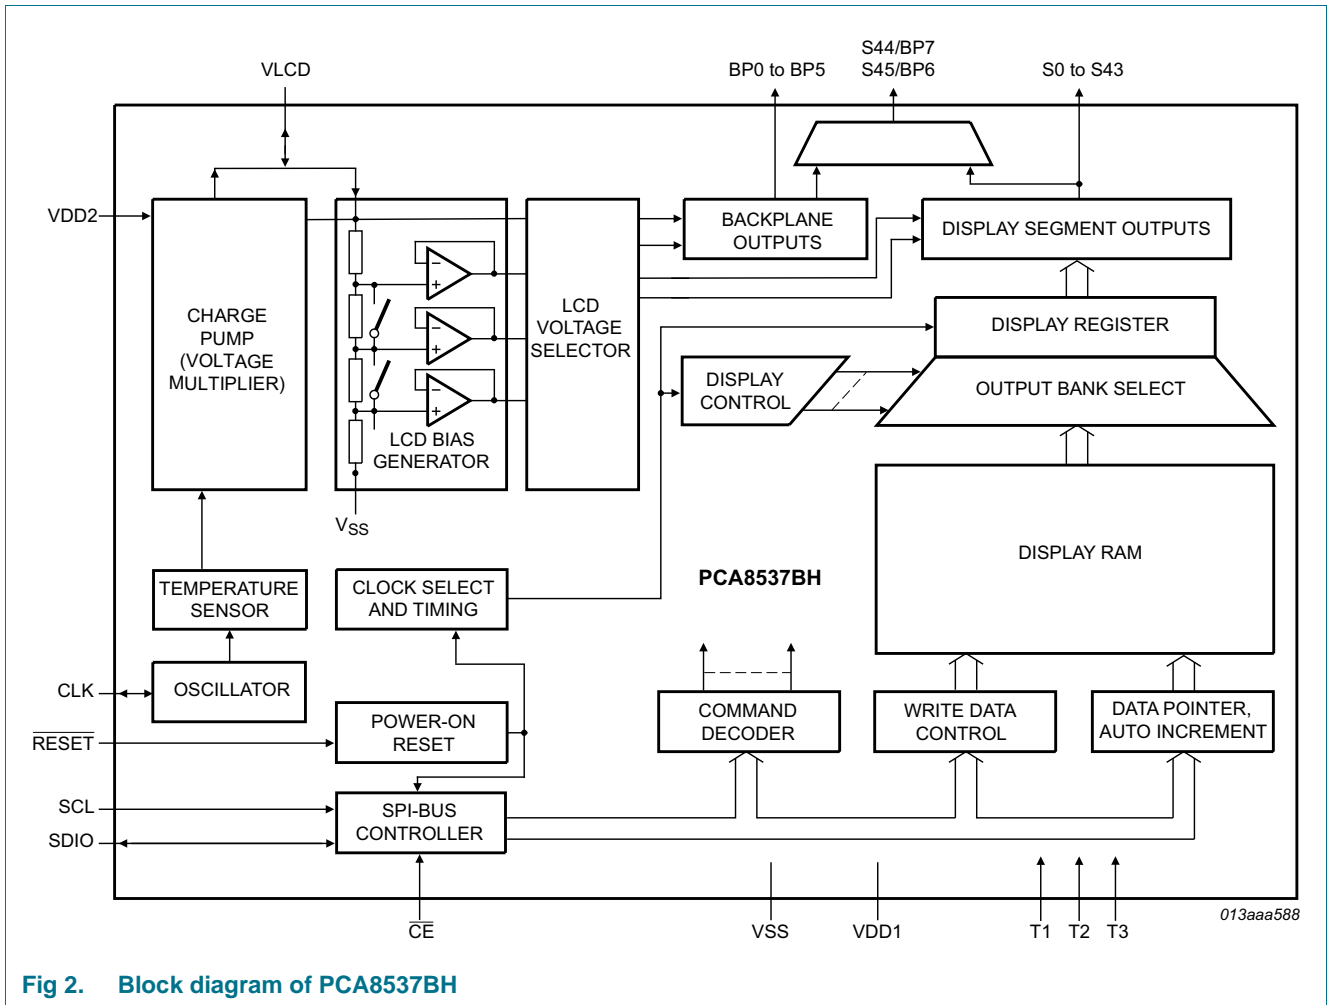 S44/BP7
VLCD
BP0 to BP5
S45/BP6
S0 to S43
VDD2
BACKPLANE
OUTPUTS
DISPLAY SEGMENT OUTPUTS
CHARGE
PUMP
(VOLTAGE
MULTIPLIER)
−
+
−
+
−
+
LCD BIAS
GENERATOR
LCD
VOLTAGE
SELECTOR
DISPLAY REGISTER
DISPLAY
CONTROL
OUTPUT BANK SELECT
VSS
DISPLAY RAM
PCA8537BH
TEMPERATURE
SENSOR
CLOCK SELECT
AND TIMING
CLK
OSCILLATOR
RESET
POWER-ON
RESET
COMMAND
DECODER
WRITE DATA
CONTROL
DATA POINTER,
AUTO INCREMENT
SCL
SDIO
SPI-BUS
CONTROLLER
CE
VSS
VDD1
T1
T2
T3
013aaa588
Fig 2. Block diagram of PCA8537BH